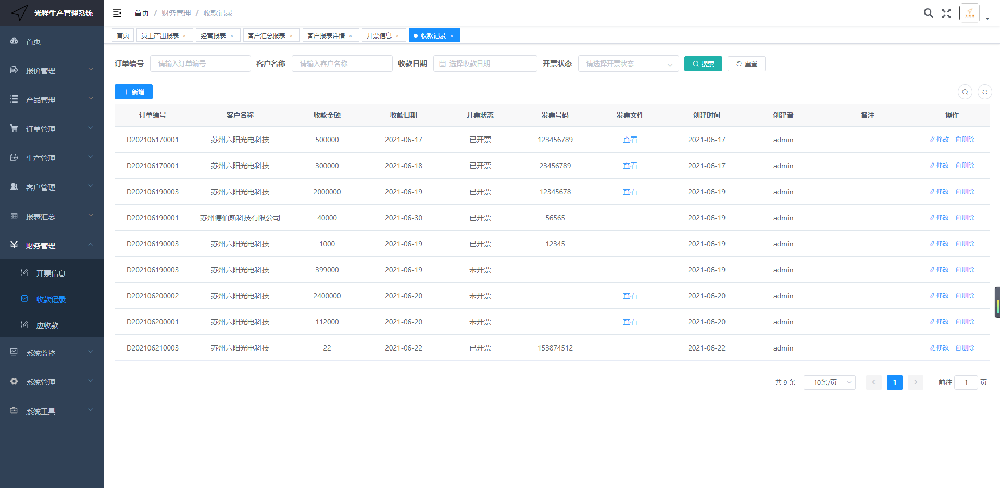 光程生产管理系统
首页 / 财务管理 / 收款记录
首页 员工产出报表 × 经营报表 × 客户汇总报表 × 客户报表详情 × 开票信息 × 收款记录 ×
首页
报价管理
产品管理
订单管理
生产管理
客户管理
报表汇总
财务管理
开票信息
收款记录
应收款
系统监控
系统管理
系统工具
订单编号 请输入订单编号 客户名称 请输入客户名称 收款日期 选择收款日期 开票状态 请选择开票状态 搜索 重置
新增
订单编号 客户名称 收款金额 收款日期 开票状态 发票号码 发票文件 创建时间 创建者 备注 操作
D202106170001 苏州六阳光电科技 500000 2021-06-17 已开票 123456789 查看 2021-06-17 admin 修改 删除
D202106170001 苏州六阳光电科技 300000 2021-06-18 已开票 23456789 查看 2021-06-17 admin 修改 删除
D202106190003 苏州六阳光电科技 2000000 2021-06-19 已开票 12345678 查看 2021-06-19 admin 修改 删除
D202106190001 苏州德伯斯科技有限公司 40000 2021-06-30 已开票 56565 2021-06-19 admin 修改 删除
D202106190003 苏州六阳光电科技 1000 2021-06-19 已开票 12345 2021-06-19 admin 修改 删除
D202106190003 苏州六阳光电科技 399000 2021-06-19 未开票 2021-06-19 admin 修改 删除
D202106200002 苏州六阳光电科技 2400000 2021-06-20 未开票 查看 2021-06-20 admin 修改 删除
D202106200001 苏州六阳光电科技 112000 2021-06-20 未开票 查看 2021-06-20 admin 修改 删除
D202106210003 苏州六阳光电科技 22 2021-06-22 已开票 153874512 2021-06-22 admin 修改 删除
共 9 条 10条/页 1 前往 1 页